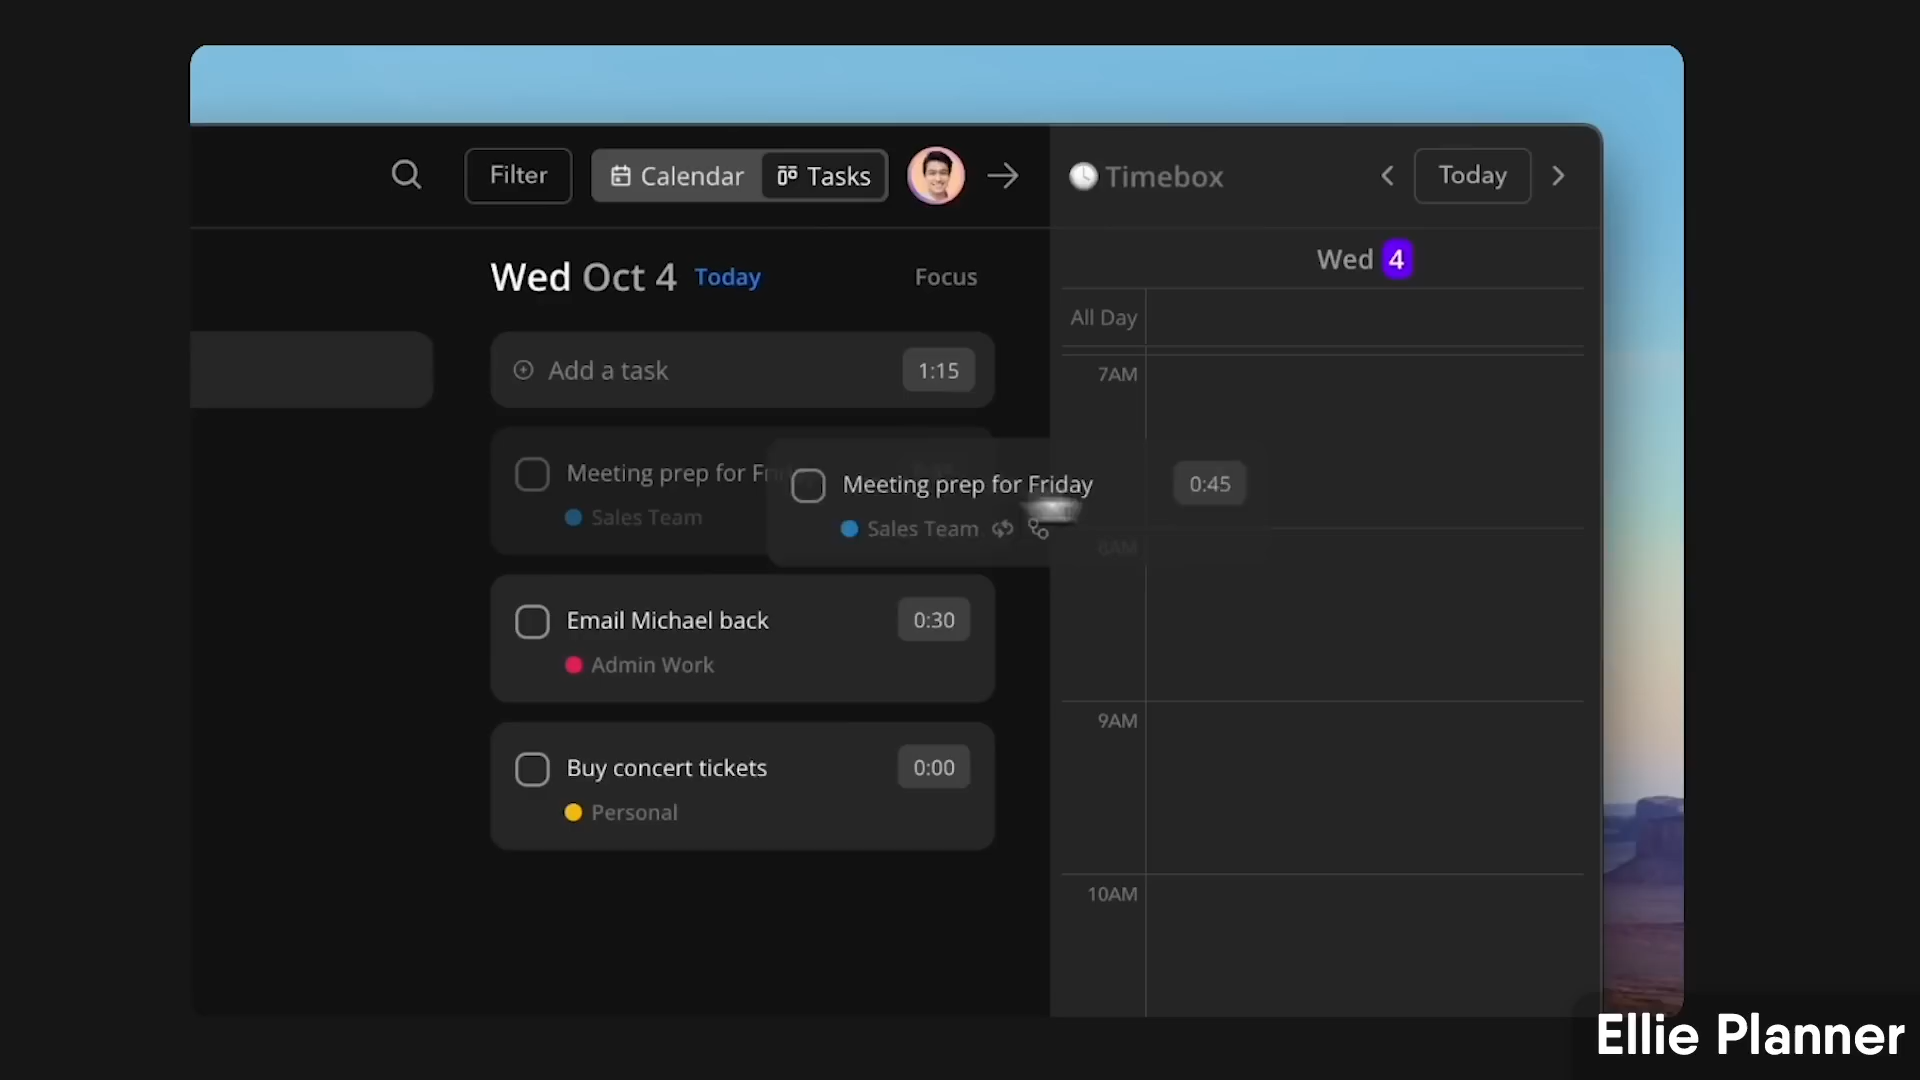 Filter
Calendar
Tasks
Timebox
Today
Wed Oct 4 Today
Focus
Wed 4
All Day
Add a task
1:15
7AM
Meeting prep for Fr
Sales Team
Meeting prep for Friday
0:45
Sales Team
8AM
Email Michael back
0:30
Admin Work
9AM
Buy concert tickets
0:00
Personal
10AM
Ellie Planner